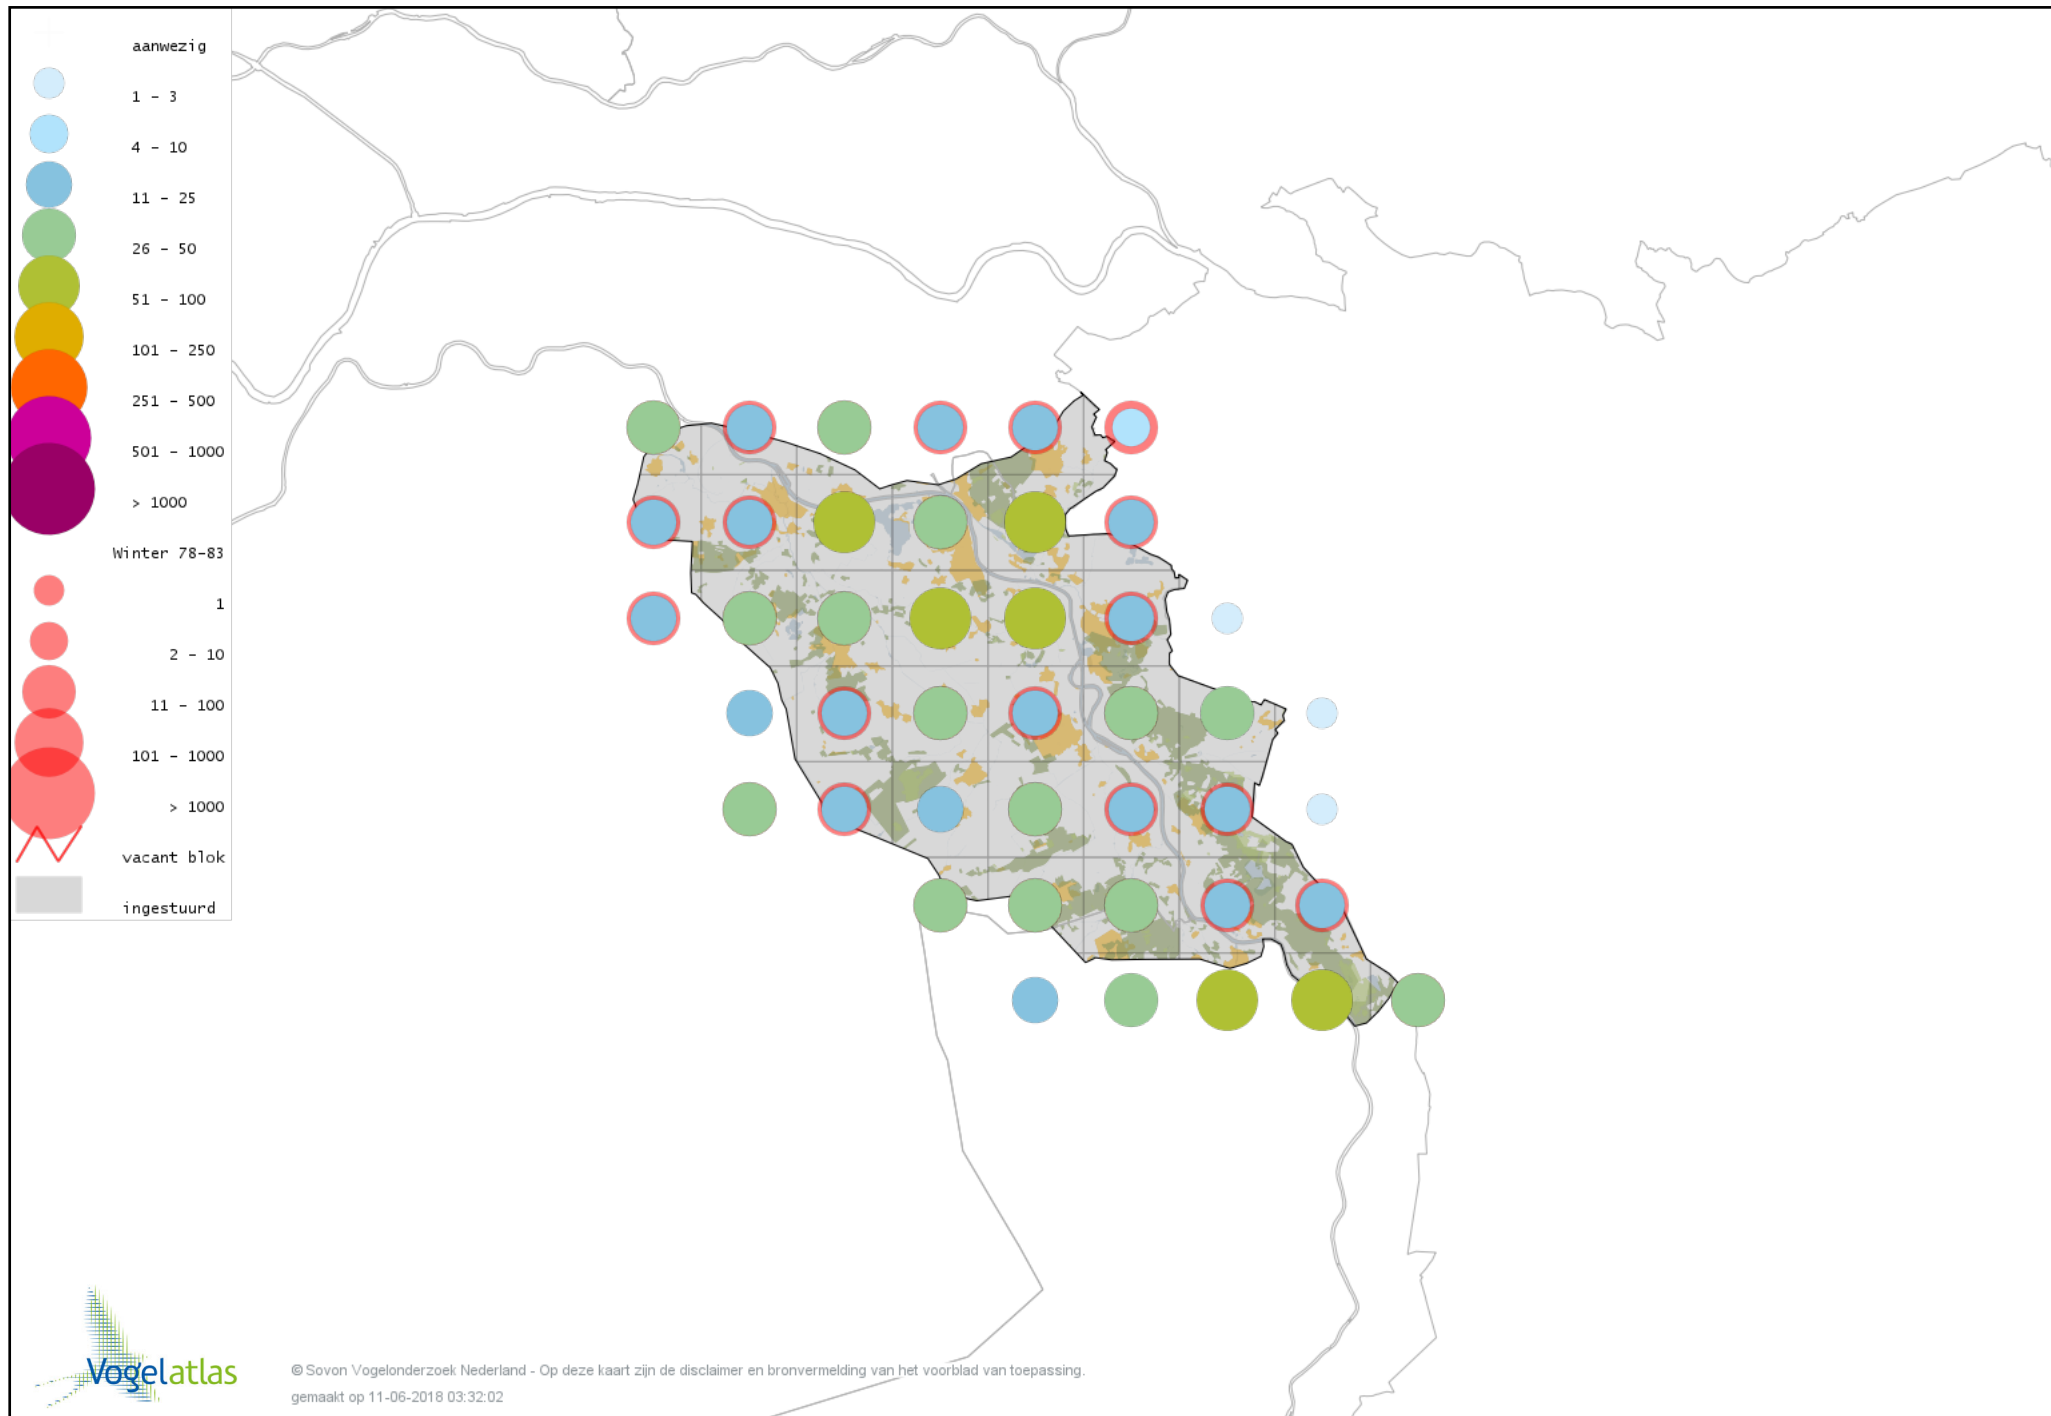 aanwezig
1 - 3
4 - 10
11 - 25
26 - 50
51 - 100
101 - 250
251 - 500
501 - 1000
> 1000
Winter 78-83
1
2 - 10
11 - 100
101 - 1000
> 1000
vacant blok
ingestuurd
Vogelatlas
© Sovon Vogelonderzoek Nederland - Op deze kaart zijn de disclaimer en bronvermelding van het voorblad van toepassing.
gemaakt op 11-06-2018 03:32:02